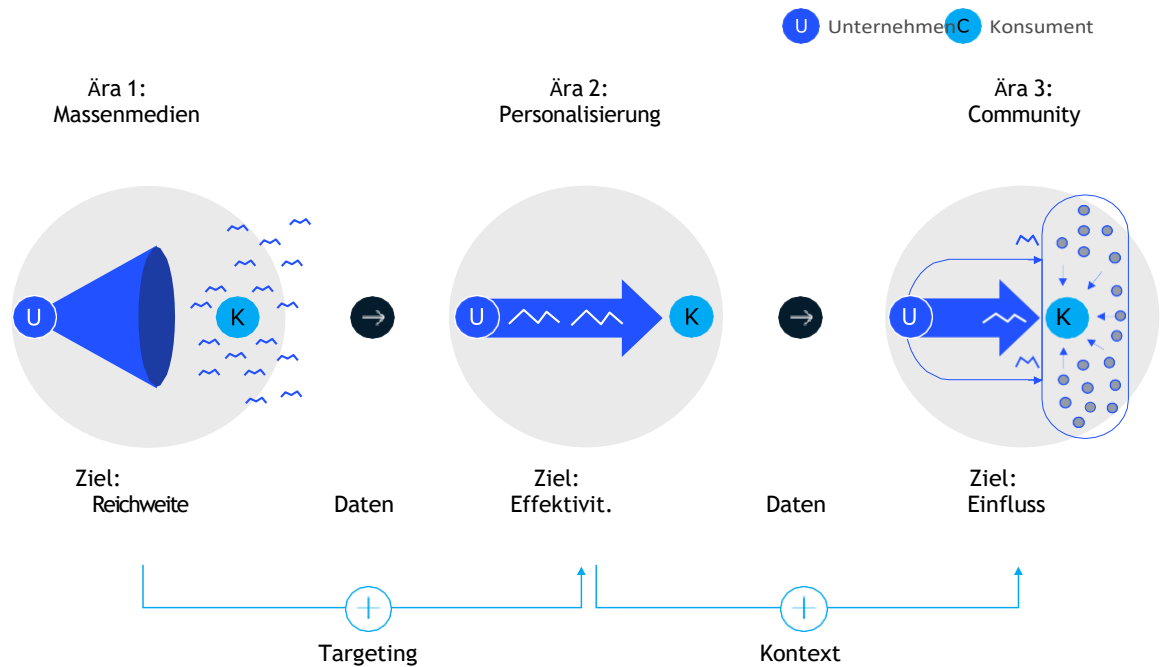 U Unternehmen C Konsument
Ära 1:
Massenmedien
Ära 2:
Personalisierung
Ära 3:
Community
U
K
U
K
U
K
Ziel:
Reichweite
Daten
Ziel:
Effektivit.
Daten
Ziel:
Einfluss
Targeting
Kontext